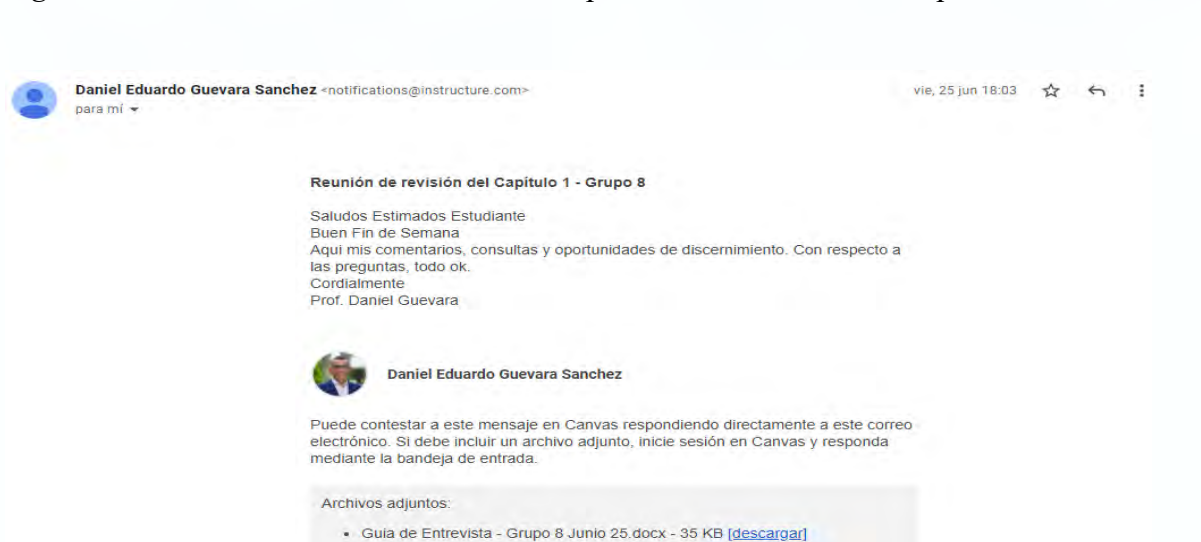 Daniel Eduardo Guevara Sanchez <notifications@instructure.com>
vie, 25 jun 18:03
para mí
Reunión de revisión del Capítulo 1 - Grupo 8
Saludos Estimados Estudiante
Buen Fin de Semana
Aqui mis comentarios, consultas y oportunidades de discernimiento. Con respecto a
las preguntas, todo ok.
Cordialmente
Prof. Daniel Guevara
Daniel Eduardo Guevara Sanchez
Puede contestar a este mensaje en Canvas respondiendo directamente a este correo
electrónico. Si debe incluir un archivo adjunto, inicie sesión en Canvas y responda
mediante la bandeja de entrada.
Archivos adjuntos:
• Guia de Entrevista - Grupo 8 Junio 25.docx - 35 KB [descargar]